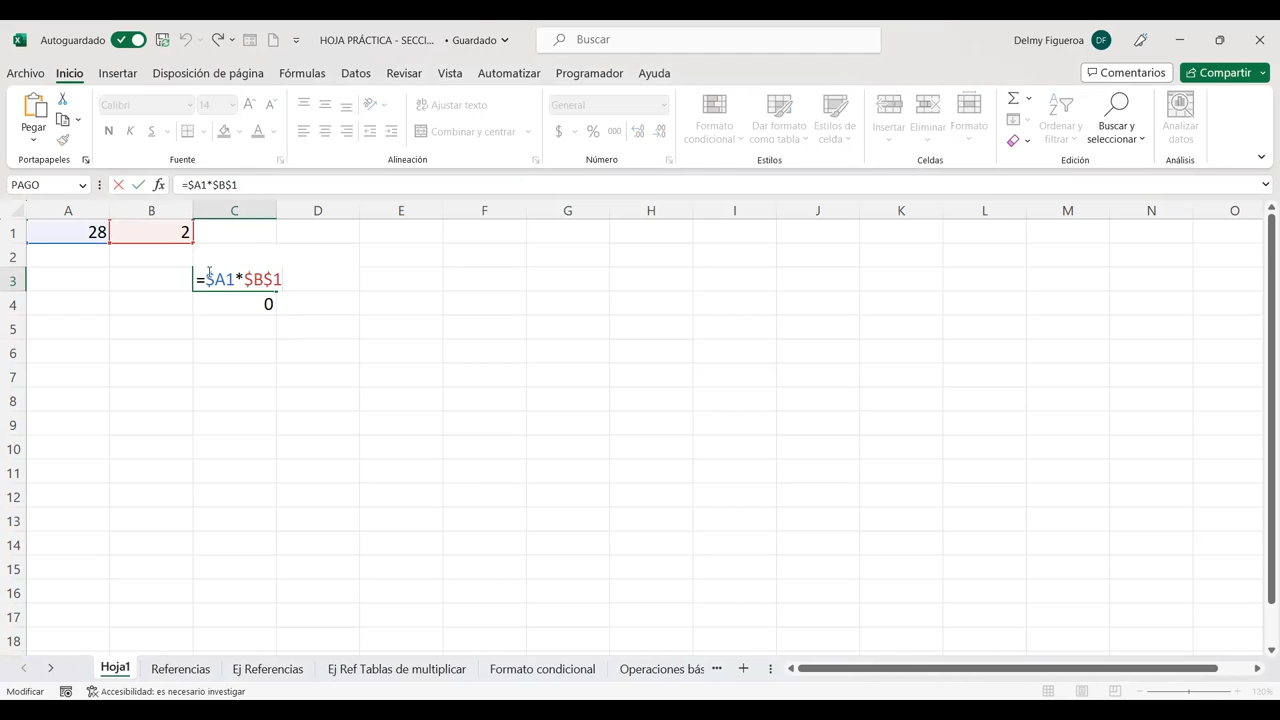 Autoguardado HOJA PRÁCTICA - SECCI... • Guardado Buscar Delmy Figueroa DF
Archivo Inicio Insertar Disposición de página Fórmulas Datos Revisar Vista Automatizar Programador Ayuda Comentarios Compartir
Calibri 14 Ajustar texto General
Pegar N K S Combinar y centrar $ % 000 Formato condicional Dar formato como tabla Estilos de celda Insertar Eliminar Formato Ordenar y filtrar Buscar y seleccionar Analizar datos
Portapapeles Fuente Alineación Número Estilos Celdas Edición Análisis
PAGO fx =$A1*$B$1
A B C D E F G H I J K L M N O
1 28 2
2
3 =$A1*$B$1
4 0
5
6
7
8
9
10
11
12
13
14
15
16
17
18
Hoja1 Referencias Ej Referencias Ej Ref Tablas de multiplicar Formato condicional Operaciones bás ...
Modificar Accesibilidad: es necesario investigar 120%